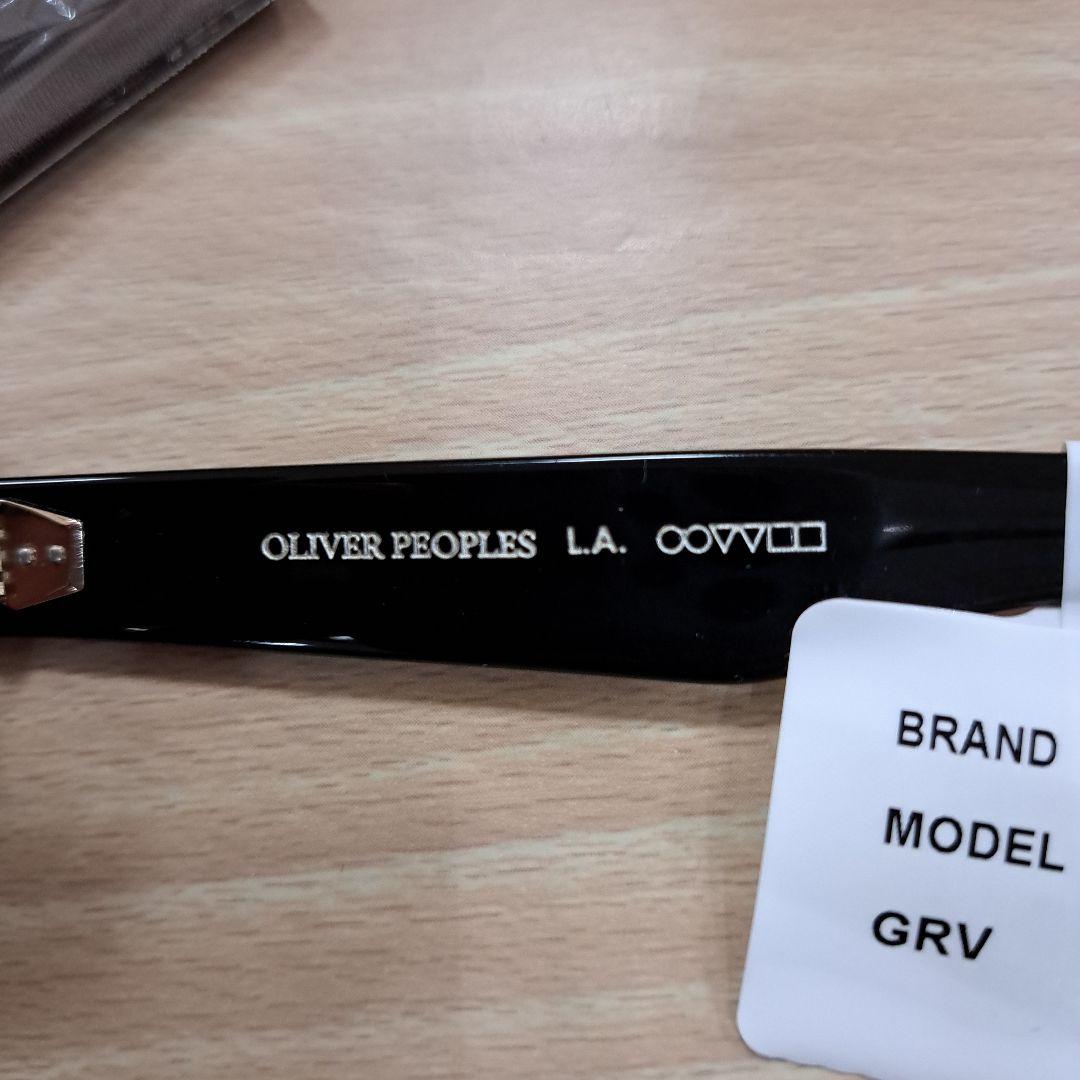 OLIVER PEOPLES L.A. ○○▽▽□□
BRAND
MODEL
GRV